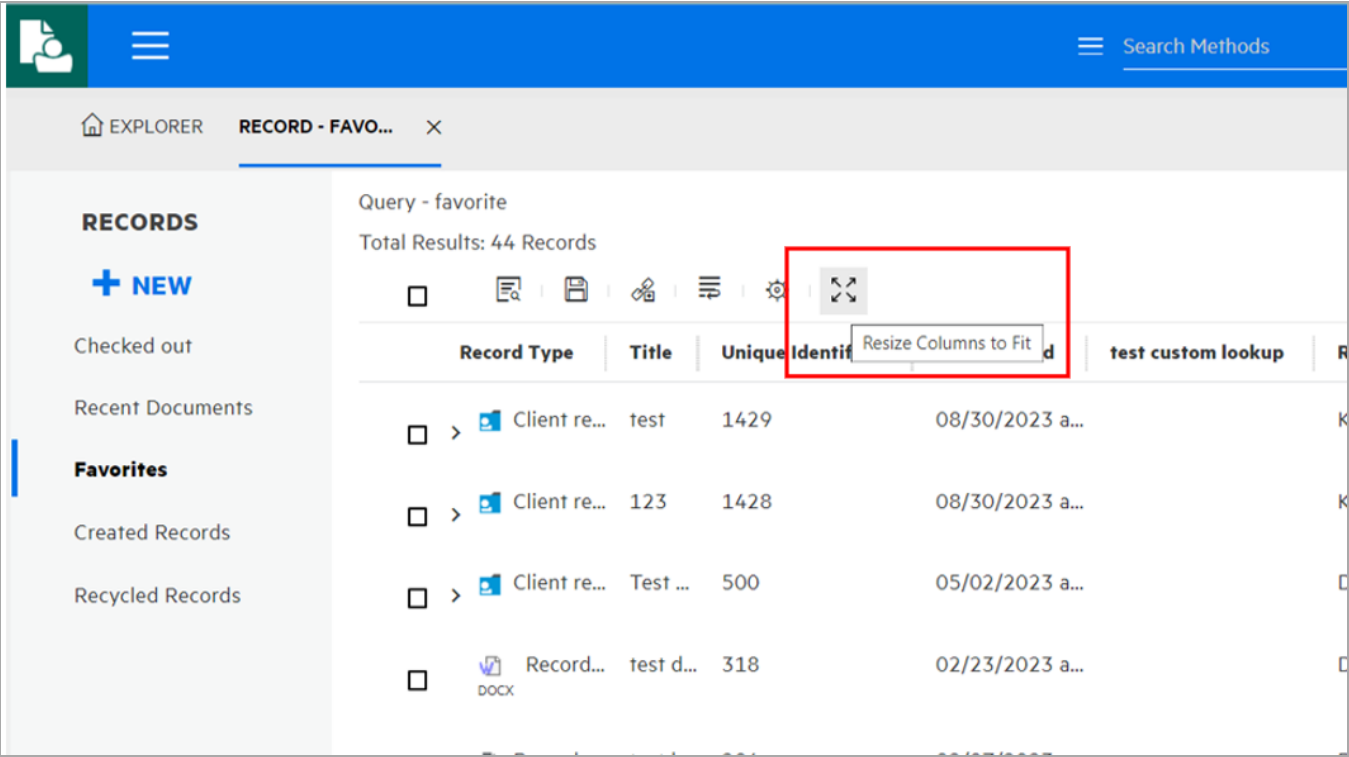 Search Methods
EXPLORER RECORD - FAVO...
RECORDS
NEW
Checked out
Recent Documents
Favorites
Created Records
Recycled Records
Query - favorite
Total Results: 44 Records
Resize Columns to Fit
Record Type Title Unique test custom lookup
Client re... test 1429 08/30/2023 a...
Client re... 123 1428 08/30/2023 a...
Client re... Test ... 500 05/02/2023 a...
Record... test d... 318 02/23/2023 a...
DOCX